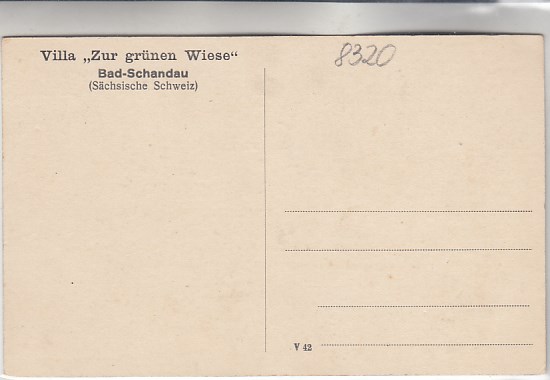 Villa „Zur grünen Wiese“
Bad-Schandau
(Sächsische Schweiz)
8320
V 42